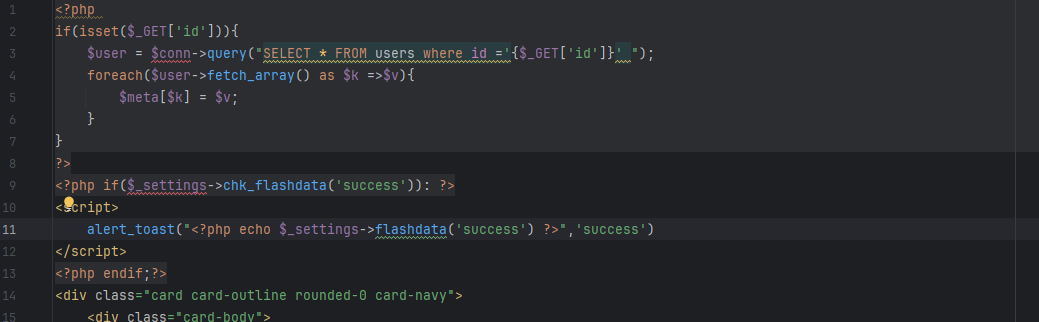 1 <?php
2 if(isset($_GET['id'])){
3 $user = $conn->query("SELECT * FROM users where id ='{$_GET['id']}' ");
4 foreach($user->fetch_array() as $k =>$v){
5 $meta[$k] = $v;
6 }
7 }
8 ?>
9 <?php if($_settings->chk_flashdata('success')): ?>
10 <script>
11 alert_toast("<?php echo $_settings->flashdata('success') ?>",'success')
12 </script>
13 <?php endif;?>
14 <div class="card card-outline rounded-0 card-navy">
15 <div class="card-body">